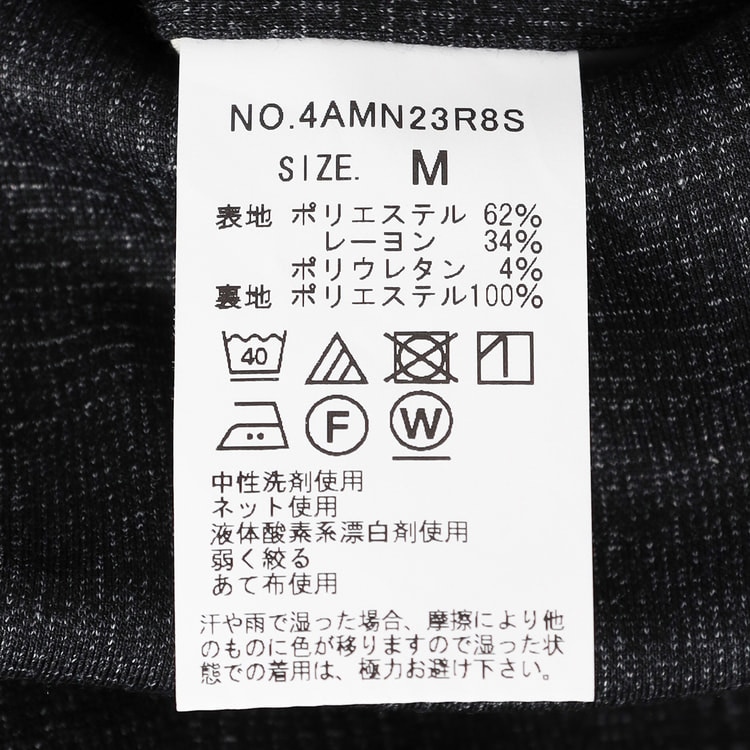 NO.4AMN23R8S
SIZE. M
表地 ポリエステル 62%
レーヨン 34%
ポリウレタン 4%
裏地 ポリエステル100%
40
F W
中性洗剤使用
ネット使用
液体酸素系漂白剤使用
弱く絞る
あて布使用
汗や雨で湿った場合、摩擦により他
のものに色が移りますので湿った状
態での着用は、極力お避け下さい。